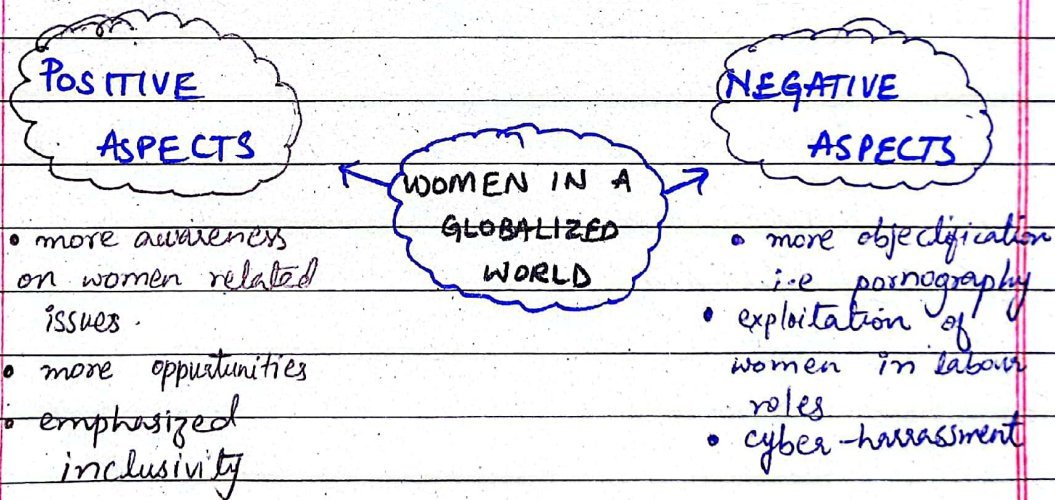 POSITIVE
ASPECTS
• more awareness
on women related
issues.
• more oppurtunities
• emphasized
inclusivity
WOMEN IN A
GLOBALIZED
WORLD
NEGATIVE
ASPECTS
• more objectification
i.e pornography
• exploitation of
women in labour
roles
• cyber-harrassment